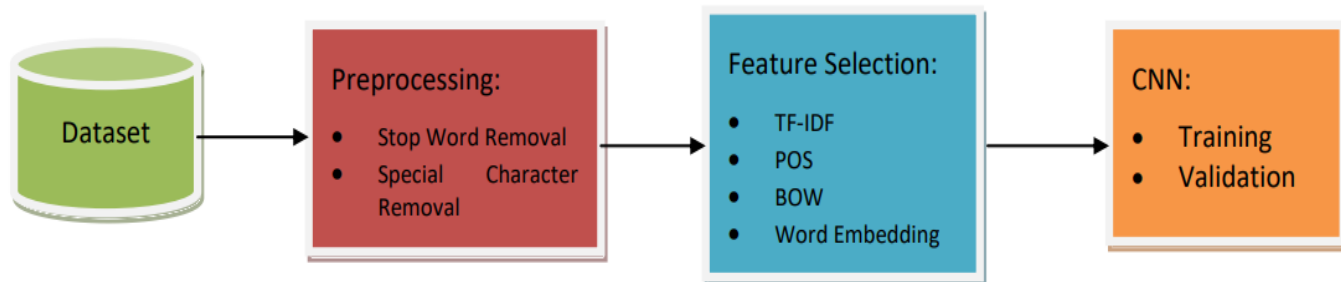 Dataset
Preprocessing:
• Stop Word Removal
• Special Character
Removal
Feature Selection:
• TF-IDF
• POS
• BOW
• Word Embedding
CNN:
• Training
• Validation